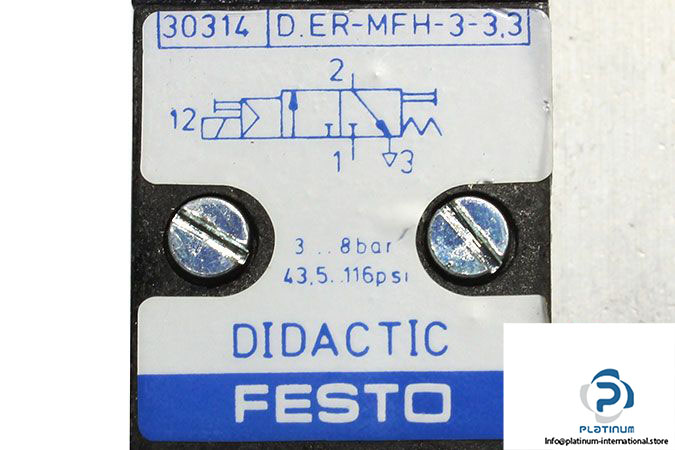 30314 D.ER-MFH-3-3,3
2
12
1 3
3...8bar
43,5..116psi
DIDACTIC
FESTO
PLATINUM
Info@platinum-international.store